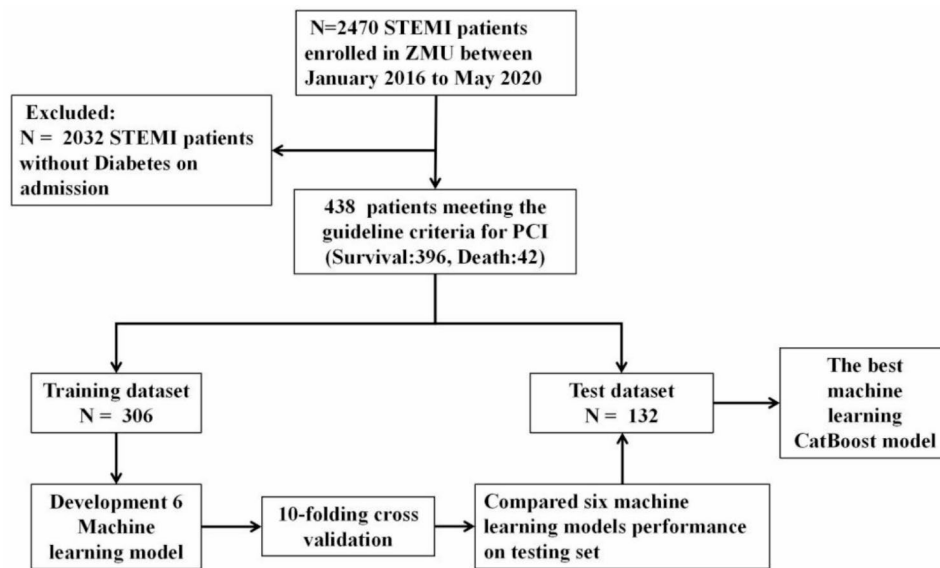 N=2470 STEMI patients
enrolled in ZMU between
January 2016 to May 2020
Excluded:
N = 2032 STEMI patients
without Diabetes on
admission
438 patients meeting the
guideline criteria for PCI
(Survival:396, Death:42)
Training dataset
N = 306
Test dataset
N = 132
The best
machine
learning
CatBoost model
Development 6
Machine
learning model
10-folding cross
validation
Compared six machine
learning models performance
on testing set